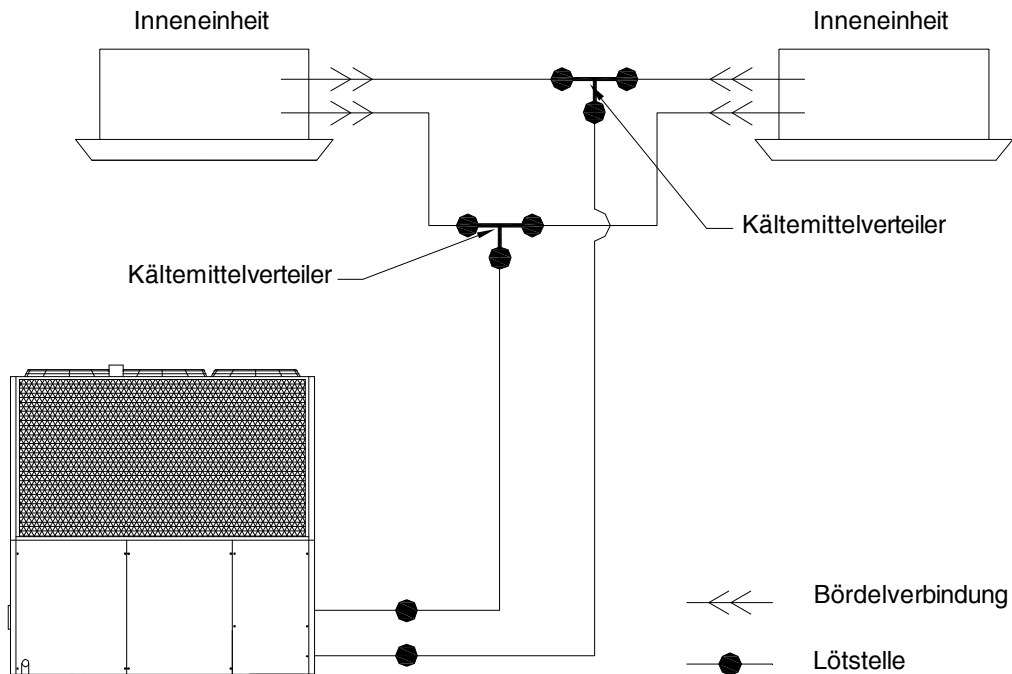 Inneneinheit
Inneneinheit
Kältemittelverteiler
Kältemittelverteiler
Bördelverbindung
Lötstelle